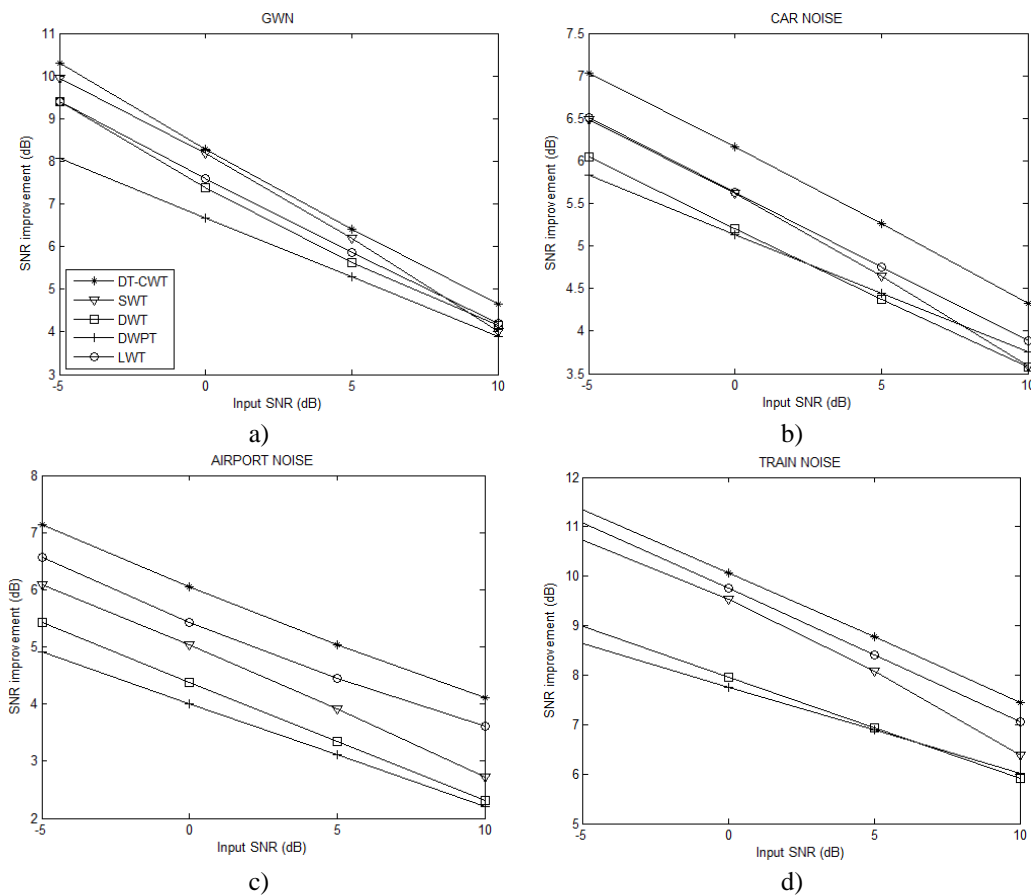 GWN
11
10
9
8
7
6
5
4
3
SNR improvement (dB)
DT-CWT
SWT
DWT
DWPT
LWT
-5 0 5 10
Input SNR (dB)
a)
CAR NOISE
7.5
7
6.5
6
5.5
5
4.5
4
3.5
SNR improvement (dB)
-5 0 5 10
Input SNR (dB)
b)
AIRPORT NOISE
8
7
6
5
4
3
2
SNR improvement (dB)
-5 0 5 10
Input SNR (dB)
c)
TRAIN NOISE
12
11
10
9
8
7
6
5
SNR improvement (dB)
-5 0 5 10
Input SNR (dB)
d)